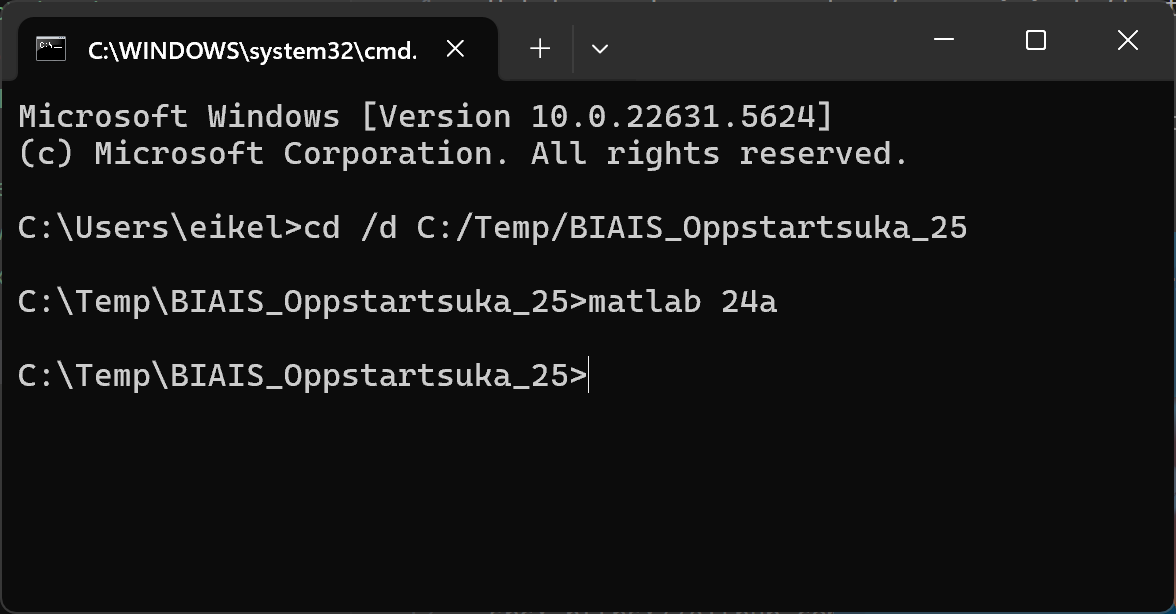 C:\WINDOWS\system32\cmd.
Microsoft Windows [Version 10.0.22631.5624]
(c) Microsoft Corporation. All rights reserved.
C:\Users\eikel>cd /d C:/Temp/BIAIS_Oppstartsuka_25
C:\Temp\BIAIS_Oppstartsuka_25>matlab 24a
C:\Temp\BIAIS_Oppstartsuka_25>